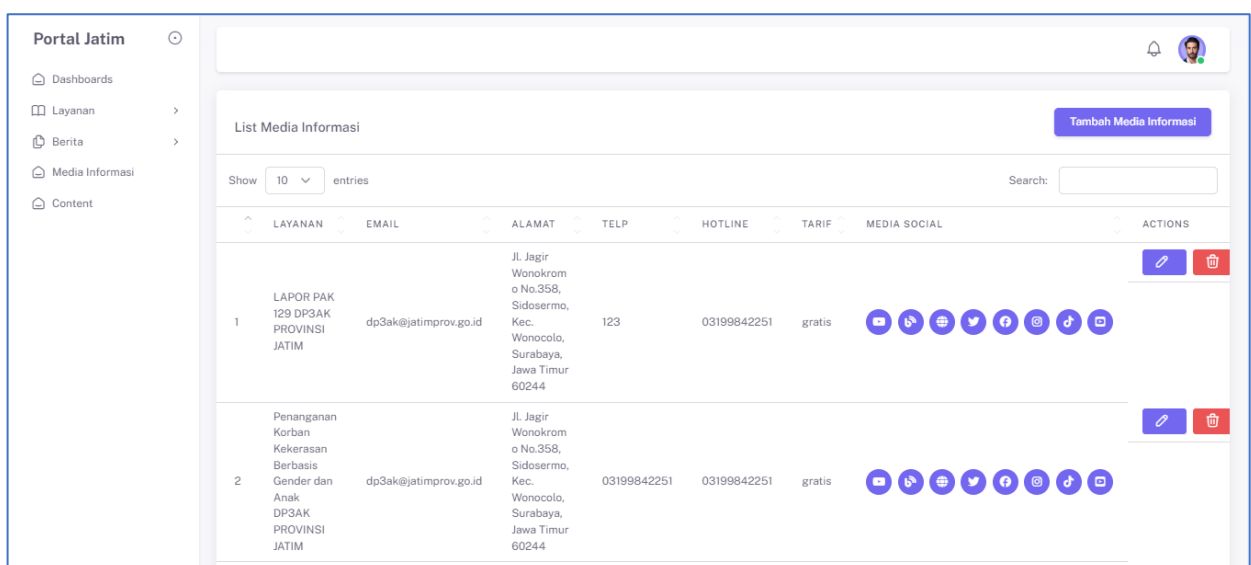 Portal Jatim
Dashboards
Layanan
Berita
Media Informasi
Content
List Media Informasi
Tambah Media Informasi
Show 10 entries
Search:
LAYANAN EMAIL ALAMAT TELP HOTLINE TARIF MEDIA SOCIAL ACTIONS
1
LAPOR PAK
129 DP3AK
PROVINSI
JATIM
dp3ak@jatimprov.go.id
Jl. Jagir
Wonokrom
o No.358,
Sidosermo,
Kec.
Wonocolo,
Surabaya,
Jawa Timur
60244
123
03199842251
gratis
2
Penanganan
Korban
Kekerasan
Berbasis
Gender dan
Anak
DP3AK
PROVINSI
JATIM
dp3ak@jatimprov.go.id
Jl. Jagir
Wonokrom
o No.358,
Sidosermo,
Kec.
Wonocolo,
Surabaya,
Jawa Timur
60244
03199842251
03199842251
gratis